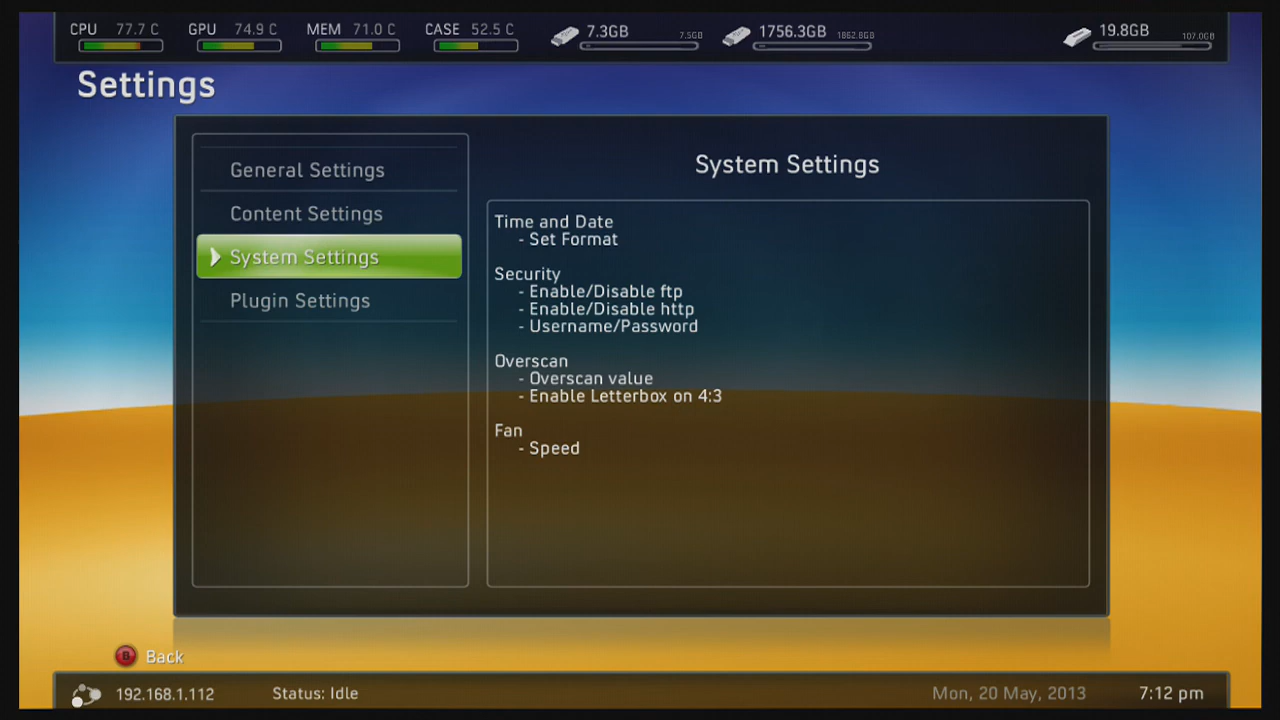 CPU 77.7 C GPU 74.9 C MEM 71.0 C CASE 52.5 C 7.3GB 7.5GB 1756.3GB 1862.8GB 19.8GB 107.0GB
Settings
General Settings
Content Settings
System Settings
Plugin Settings
System Settings
Time and Date
- Set Format
Security
- Enable/Disable ftp
- Enable/Disable http
- Username/Password
Overscan
- Overscan value
- Enable Letterbox on 4:3
Fan
- Speed
B Back
192.168.1.112 Status: Idle Mon, 20 May, 2013 7:12 pm